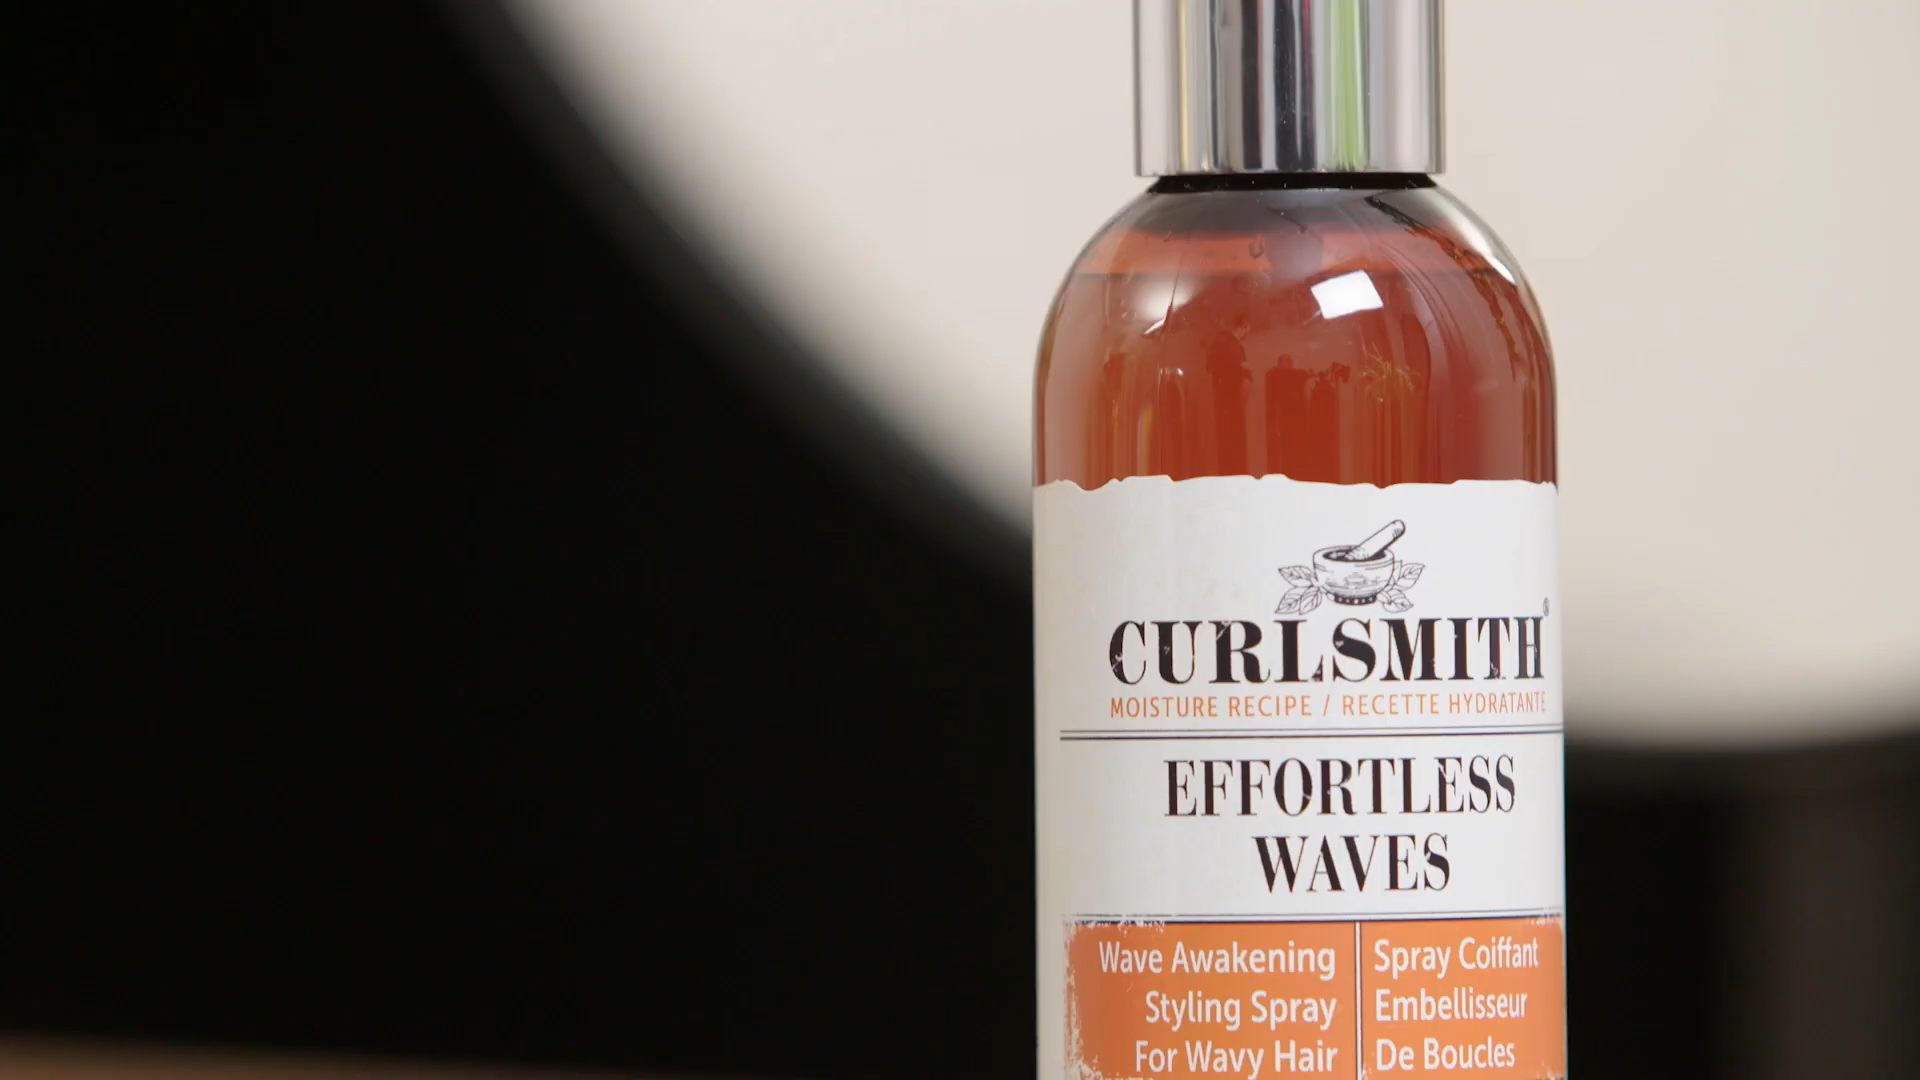 CURLSMITH®
MOISTURE RECIPE / RECETTE HYDRATANTE
EFFORTLESS
WAVES
Wave Awakening
Styling Spray
For Wavy Hair
Spray Coiffant
Embellisseur
De Boucles